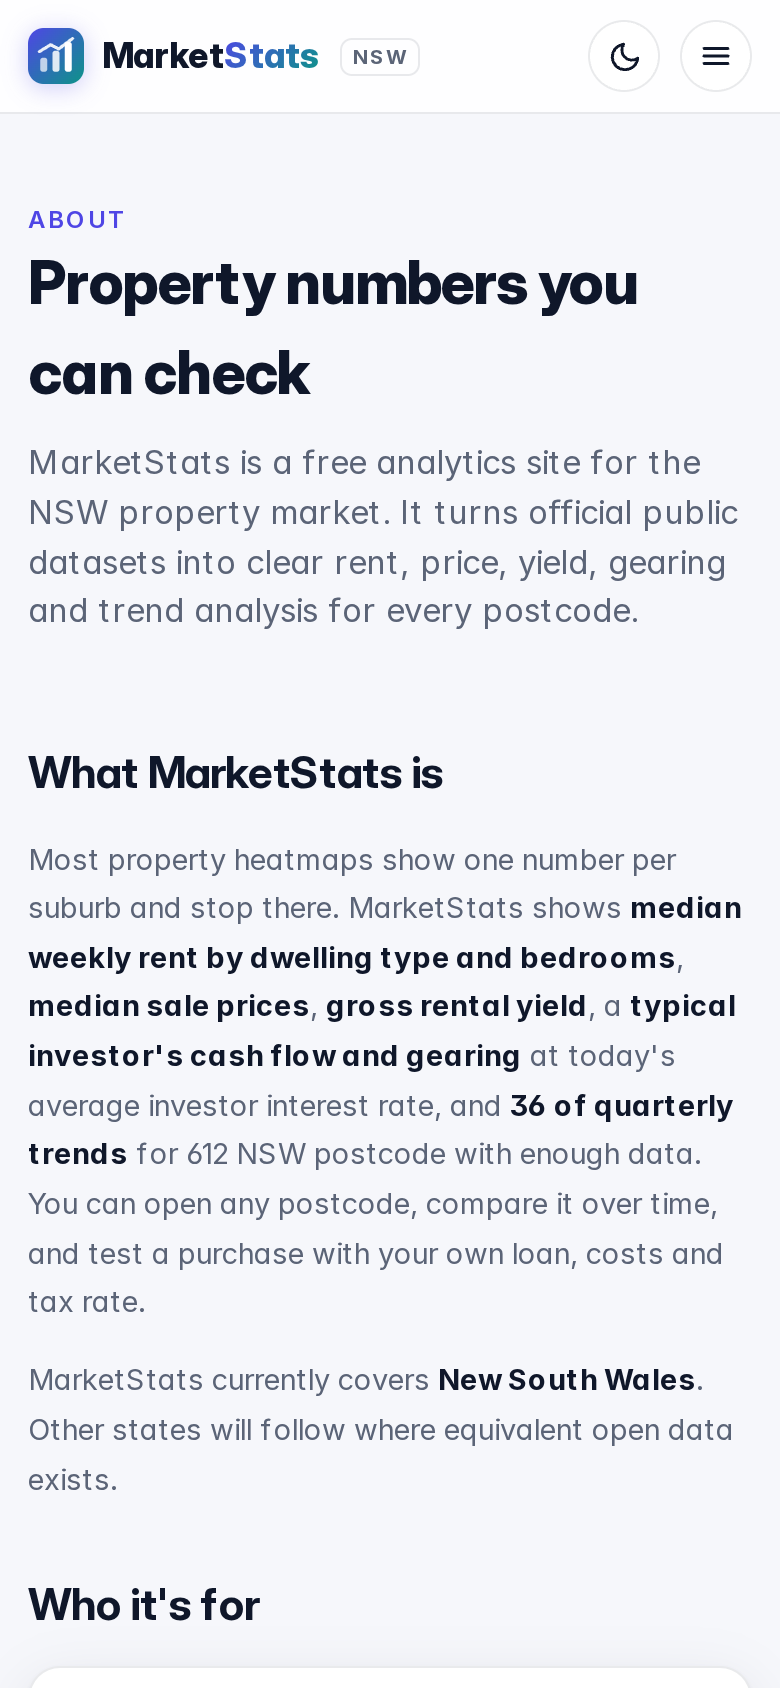 MarketStats NSW
ABOUT
Property numbers you
can check
MarketStats is a free analytics site for the
NSW property market. It turns official public
datasets into clear rent, price, yield, gearing
and trend analysis for every postcode.
What MarketStats is
Most property heatmaps show one number per
suburb and stop there. MarketStats shows median
weekly rent by dwelling type and bedrooms,
median sale prices, gross rental yield, a typical
investor's cash flow and gearing at today's
average investor interest rate, and 36 of quarterly
trends for 612 NSW postcode with enough data.
You can open any postcode, compare it over time,
and test a purchase with your own loan, costs and
tax rate.
MarketStats currently covers New South Wales.
Other states will follow where equivalent open data
exists.
Who it's for